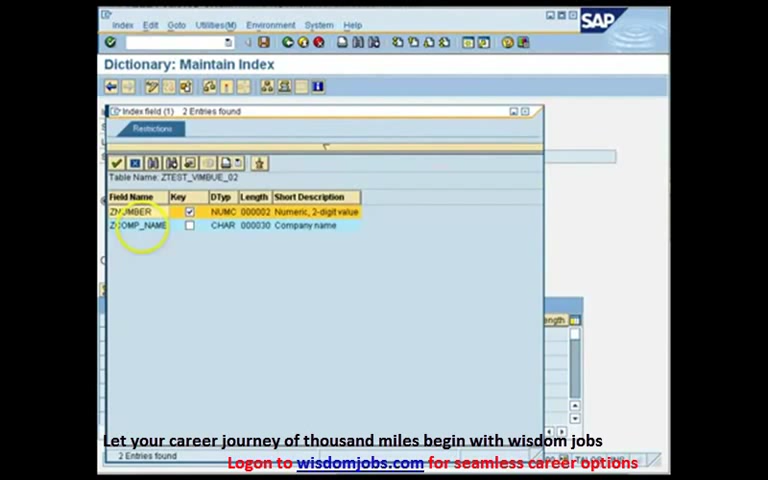 Index Edit Goto Utilities(M) Environment System Help
SAP
Dictionary: Maintain Index
Index field (1) 2 Entries found
Restrictions
Table Name: ZTEST_VIMBUE_02
Field Name Key DTyp Length Short Description
ZNUMBER NUMC 000002 Numeric, 2-digit value
ZCOMP_NAME CHAR 000030 Company name
ength
Let your career journey of thousand miles begin with wisdom jobs
2 Entries found
Logon to wisdomjobs.com for seamless career options